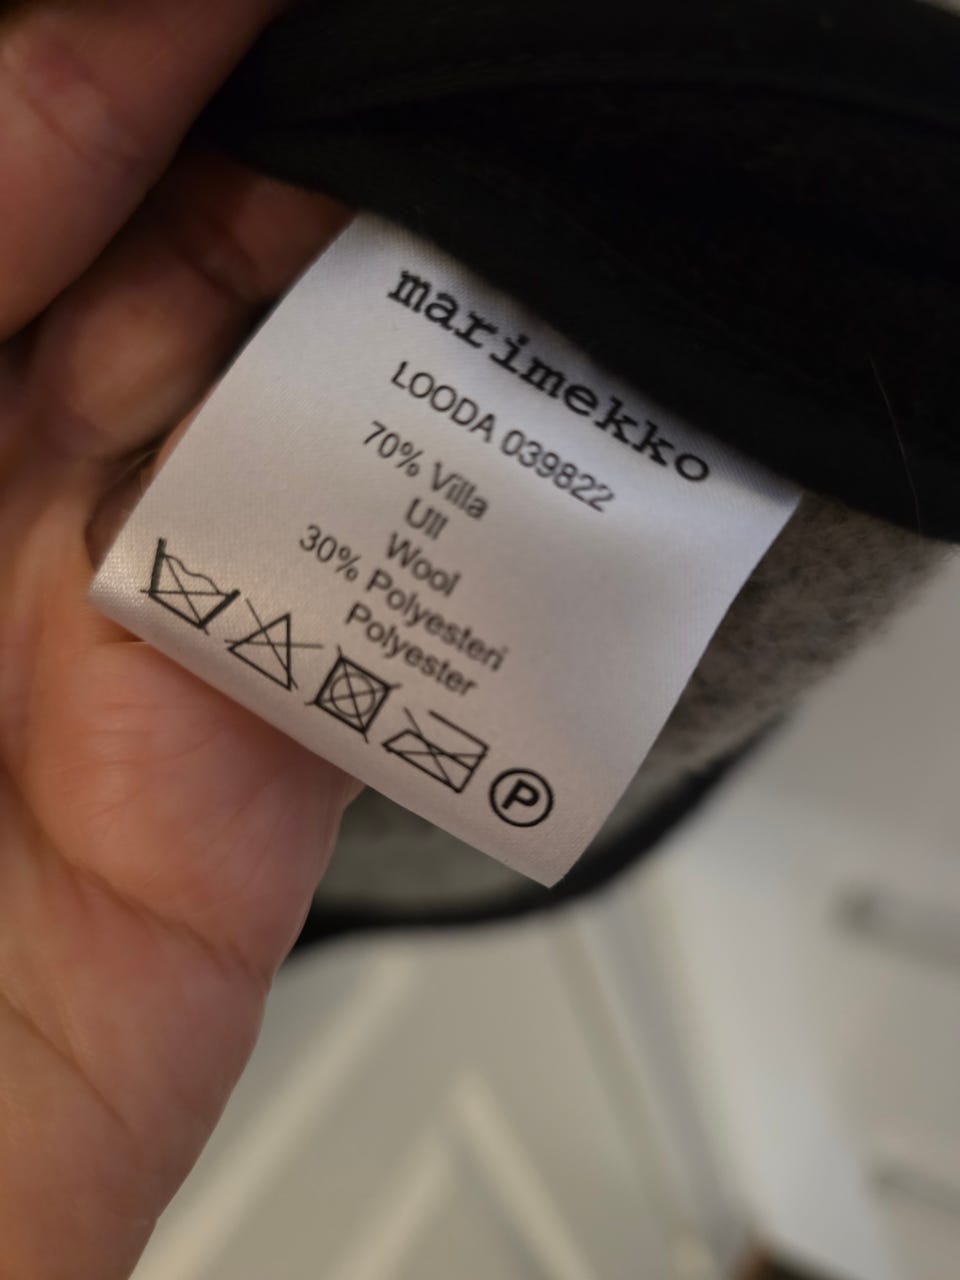 marimekko
LOODA 039822
70% Villa
Ull
Wool
30% Polyesteri
Polyester
P